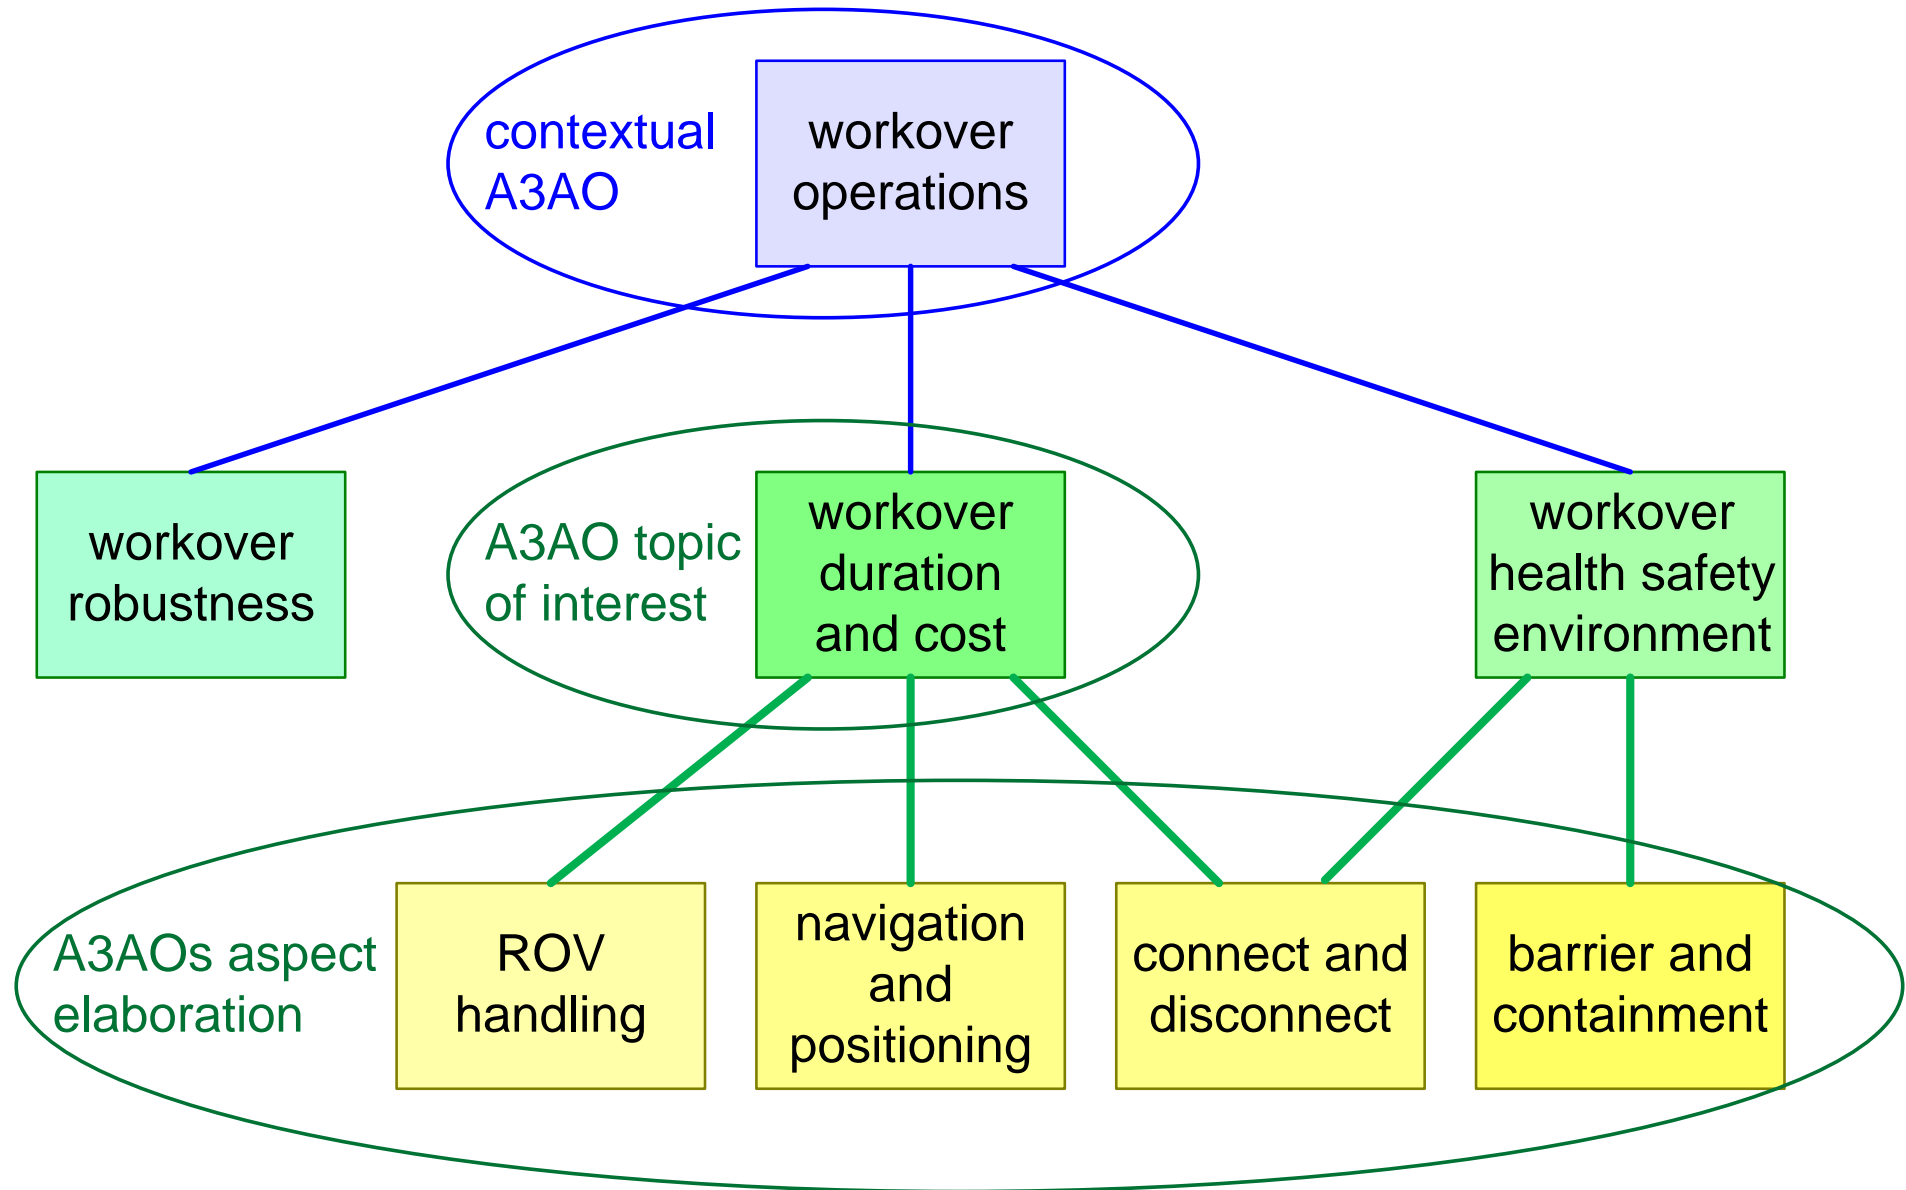 contextual
A3AO
workover
operations
workover
robustness
A3AO topic
of interest
workover
duration
and cost
workover
health safety
environment
A3AOs aspect
elaboration
ROV
handling
navigation
and
positioning
connect and
disconnect
barrier and
containment